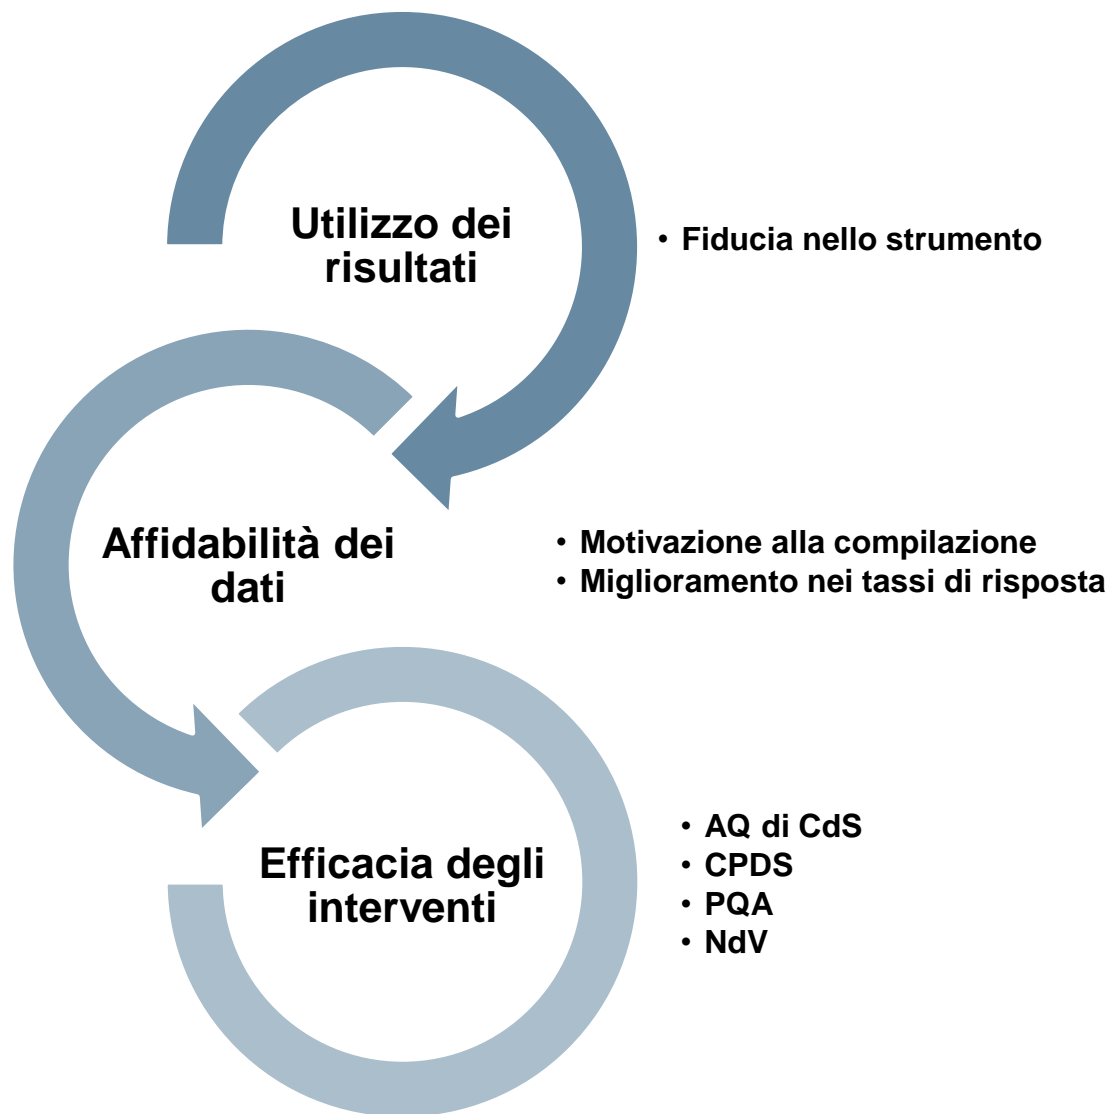 Utilizzo dei
risultati
• Fiducia nello strumento
Affidabilità dei
dati
• Motivazione alla compilazione
• Miglioramento nei tassi di risposta
Efficacia degli
interventi
• AQ di CdS
• CPDS
• PQA
• NdV